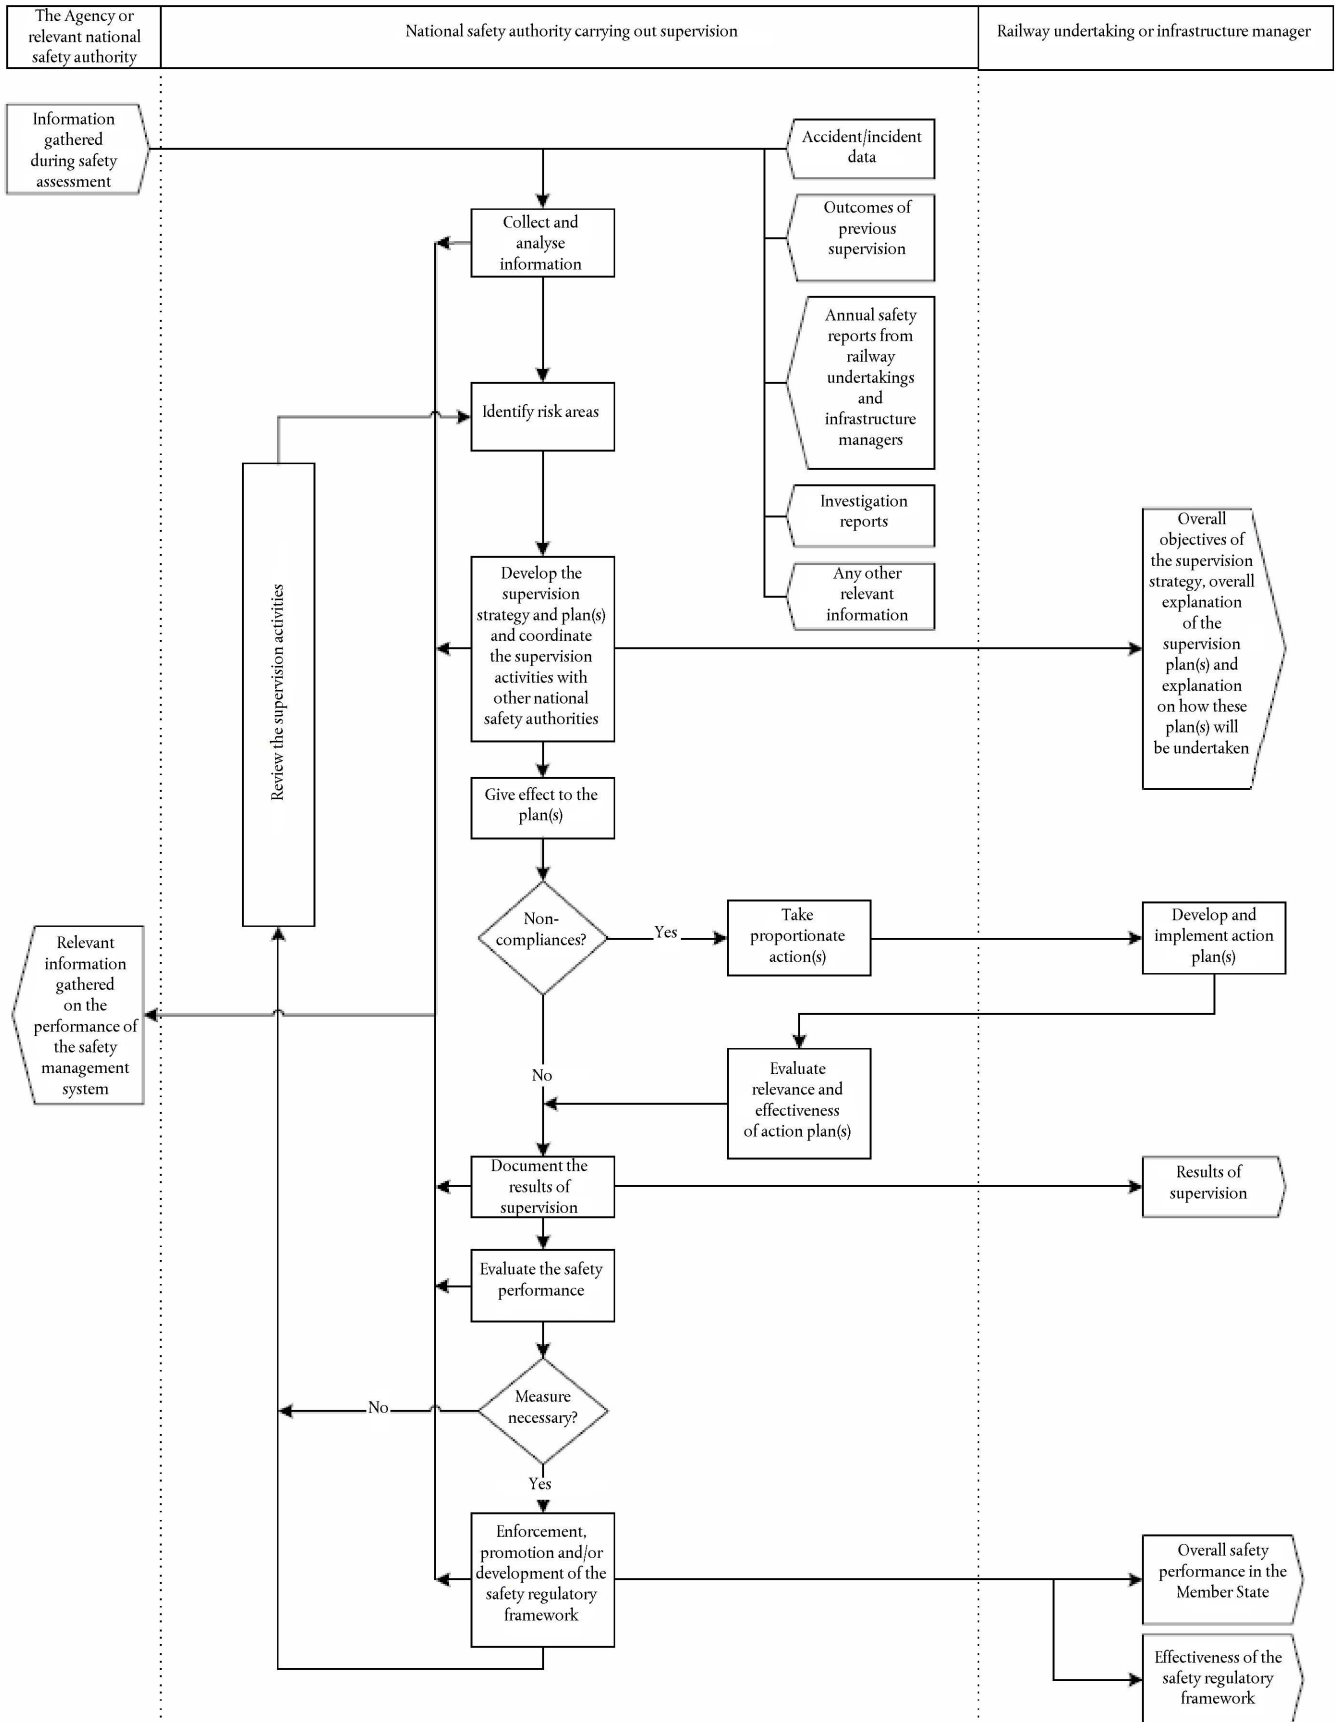 The Agency or
relevant national
safety authority
National safety authority carrying out supervision
Railway undertaking or infrastructure manager
Information
gathered
during safety
assessment
Accident/incident
data
Collect and
analyse
information
Outcomes of
previous
supervision
Annual safety
reports from
railway
undertakings
and
infrastructure
managers
Identify risk areas
Investigation
reports
Any other
relevant
information
Review the supervision activities
Develop the
supervision
strategy and plan(s)
and coordinate
the supervision
activities with
other national
safety authorities
Overall
objectives of
the supervision
strategy, overall
explanation
of the
supervision
plan(s) and
explanation
on how these
plan(s) will
be undertaken
Give effect to the
plan(s)
Non-
compliances?
Yes
Take
proportionate
action(s)
Develop and
implement action
plan(s)
Relevant
information
gathered
on the
performance of
the safety
management
system
No
Evaluate
relevance and
effectiveness
of action plan(s)
Document the
results of
supervision
Results of
supervision
Evaluate the safety
performance
Measure
necessary?
No
Yes
Enforcement,
promotion and/or
development of the
safety regulatory
framework
Overall safety
performance in the
Member State
Effectiveness of the
safety regulatory
framework